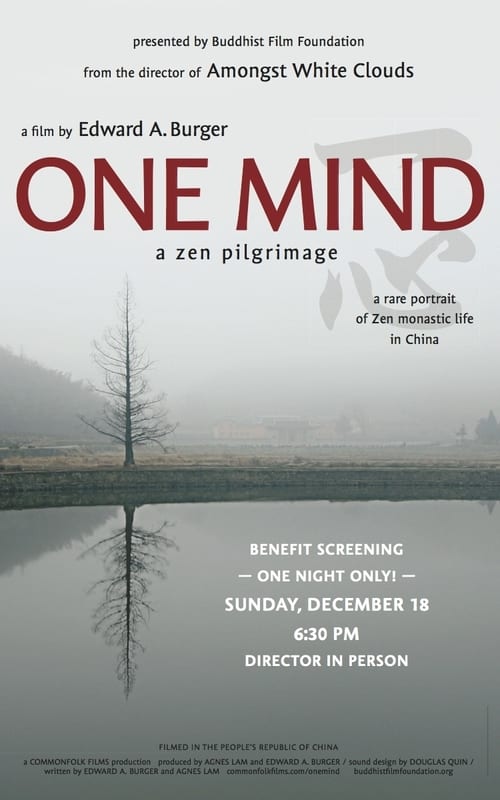 presented by Buddhist Film Foundation
from the director of Amongst White Clouds
a film by Edward A. Burger
一心
ONE MIND
a zen pilgrimage
a rare portrait
of Zen monastic life
in China
BENEFIT SCREENING
— ONE NIGHT ONLY! —
SUNDAY, DECEMBER 18
6:30 PM
DIRECTOR IN PERSON
FILMED IN THE PEOPLE'S REPUBLIC OF CHINA
a COMMONFOLK FILMS production produced by AGNES LAM and EDWARD A. BURGER / sound design by DOUGLAS QUIN /
written by EDWARD A. BURGER and AGNES LAM commonfolkfilms.com/onemind buddhistfilmfoundation.org